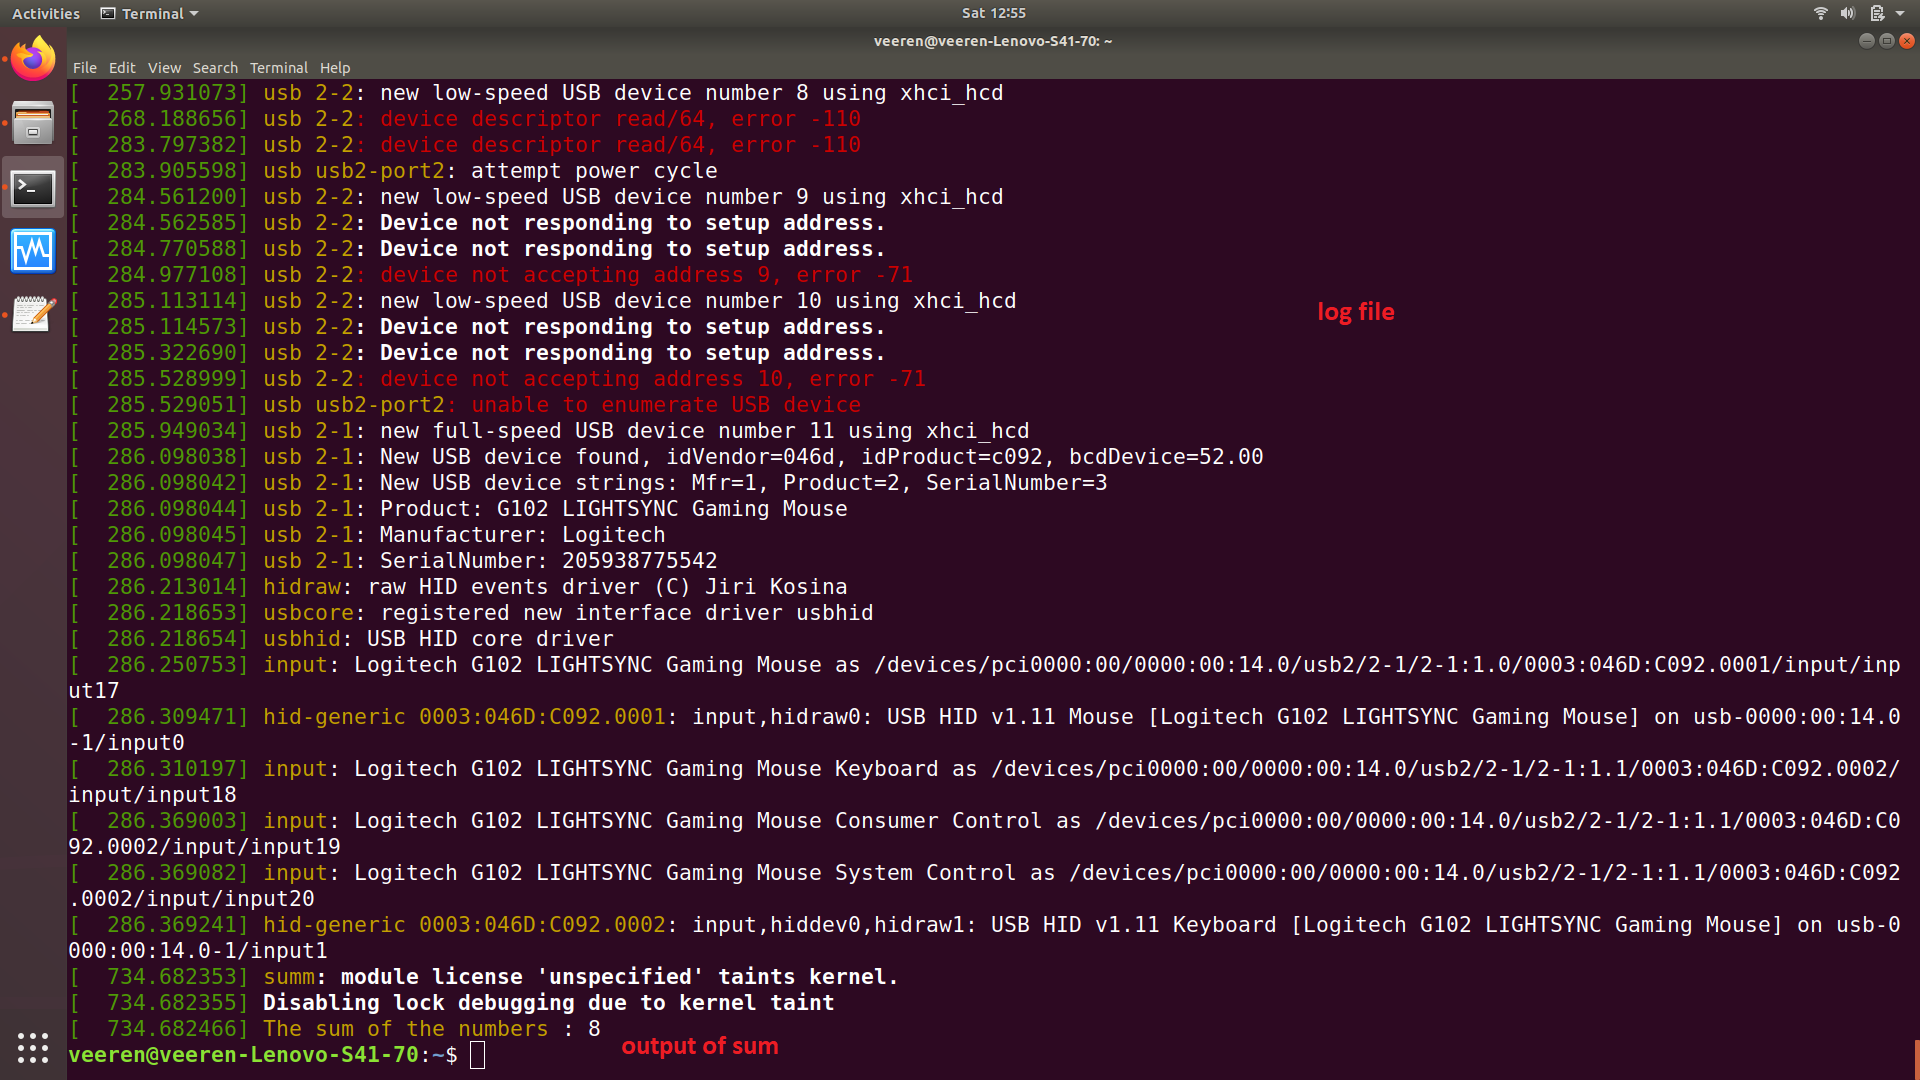 Activities Terminal Sat 12:55
veeren@veeren-Lenovo-S41-70: ~
File Edit View Search Terminal Help
[  257.931073] usb 2-2: new low-speed USB device number 8 using xhci_hcd
[  268.188656] usb 2-2: device descriptor read/64, error -110
[  283.797382] usb 2-2: device descriptor read/64, error -110
[  283.905598] usb usb2-port2: attempt power cycle
[  284.561200] usb 2-2: new low-speed USB device number 9 using xhci_hcd
[  284.562585] usb 2-2: Device not responding to setup address.
[  284.770588] usb 2-2: Device not responding to setup address.
[  284.977108] usb 2-2: device not accepting address 9, error -71
[  285.113114] usb 2-2: new low-speed USB device number 10 using xhci_hcd
log file
[  285.114573] usb 2-2: Device not responding to setup address.
[  285.322690] usb 2-2: Device not responding to setup address.
[  285.528999] usb 2-2: device not accepting address 10, error -71
[  285.529051] usb usb2-port2: unable to enumerate USB device
[  285.949034] usb 2-1: new full-speed USB device number 11 using xhci_hcd
[  286.098038] usb 2-1: New USB device found, idVendor=046d, idProduct=c092, bcdDevice=52.00
[  286.098042] usb 2-1: New USB device strings: Mfr=1, Product=2, SerialNumber=3
[  286.098044] usb 2-1: Product: G102 LIGHTSYNC Gaming Mouse
[  286.098045] usb 2-1: Manufacturer: Logitech
[  286.098047] usb 2-1: SerialNumber: 205938775542
[  286.213014] hidraw: raw HID events driver (C) Jiri Kosina
[  286.218653] usbcore: registered new interface driver usbhid
[  286.218654] usbhid: USB HID core driver
[  286.250753] input: Logitech G102 LIGHTSYNC Gaming Mouse as /devices/pci0000:00/0000:00:14.0/usb2/2-1/2-1:1.0/0003:046D:C092.0001/input/inp
ut17
[  286.309471] hid-generic 0003:046D:C092.0001: input,hidraw0: USB HID v1.11 Mouse [Logitech G102 LIGHTSYNC Gaming Mouse] on usb-0000:00:14.0
-1/input0
[  286.310197] input: Logitech G102 LIGHTSYNC Gaming Mouse Keyboard as /devices/pci0000:00/0000:00:14.0/usb2/2-1/2-1:1.1/0003:046D:C092.0002/
input/input18
[  286.369003] input: Logitech G102 LIGHTSYNC Gaming Mouse Consumer Control as /devices/pci0000:00/0000:00:14.0/usb2/2-1/2-1:1.1/0003:046D:C0
92.0002/input/input19
[  286.369082] input: Logitech G102 LIGHTSYNC Gaming Mouse System Control as /devices/pci0000:00/0000:00:14.0/usb2/2-1/2-1:1.1/0003:046D:C092
.0002/input/input20
[  286.369241] hid-generic 0003:046D:C092.0002: input,hiddev0,hidraw1: USB HID v1.11 Keyboard [Logitech G102 LIGHTSYNC Gaming Mouse] on usb-0
000:00:14.0-1/input1
[  734.682353] summ: module license 'unspecified' taints kernel.
[  734.682355] Disabling lock debugging due to kernel taint
[  734.682466] The sum of the numbers : 8
output of sum
veeren@veeren-Lenovo-S41-70:~$